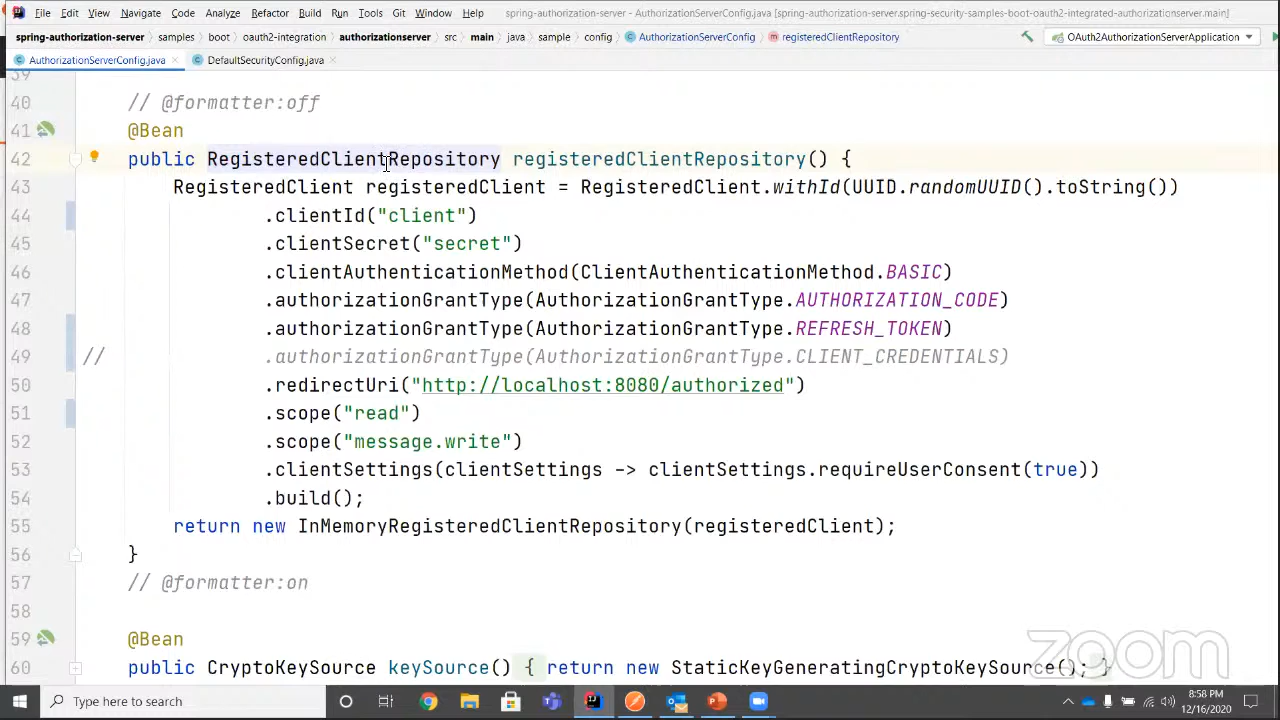 File Edit View Navigate Code Analyze Refactor Build Run Tools Git Window Help spring-authorization-server - AuthorizationServerConfig.java [spring-authorization-server.spring-security-samples-boot-oauth2-integrated-authorizationserver.main]
spring-authorization-server samples boot oauth2-integration authorizationserver src main java sample config AuthorizationServerConfig registeredClientRepository OAuth2AuthorizationServerApplication
AuthorizationServerConfig.java DefaultSecurityConfig.java
39
40 // @formatter:off
41 @Bean
42 public RegisteredClientRepository registeredClientRepository() {
43 RegisteredClient registeredClient = RegisteredClient.withId(UUID.randomUUID().toString())
44 .clientId("client")
45 .clientSecret("secret")
46 .clientAuthenticationMethod(ClientAuthenticationMethod.BASIC)
47 .authorizationGrantType(AuthorizationGrantType.AUTHORIZATION_CODE)
48 .authorizationGrantType(AuthorizationGrantType.REFRESH_TOKEN)
49 // .authorizationGrantType(AuthorizationGrantType.CLIENT_CREDENTIALS)
50 .redirectUri("http://localhost:8080/authorized")
51 .scope("read")
52 .scope("message.write")
53 .clientSettings(clientSettings -> clientSettings.requireUserConsent(true))
54 .build();
55 return new InMemoryRegisteredClientRepository(registeredClient);
56 }
57 // @formatter:on
58
59 @Bean
60 public CryptoKeySource keySource() { return new StaticKeyGeneratingCryptoKeySource(); }
zoom
Type here to search
8:58 PM
12/16/2020